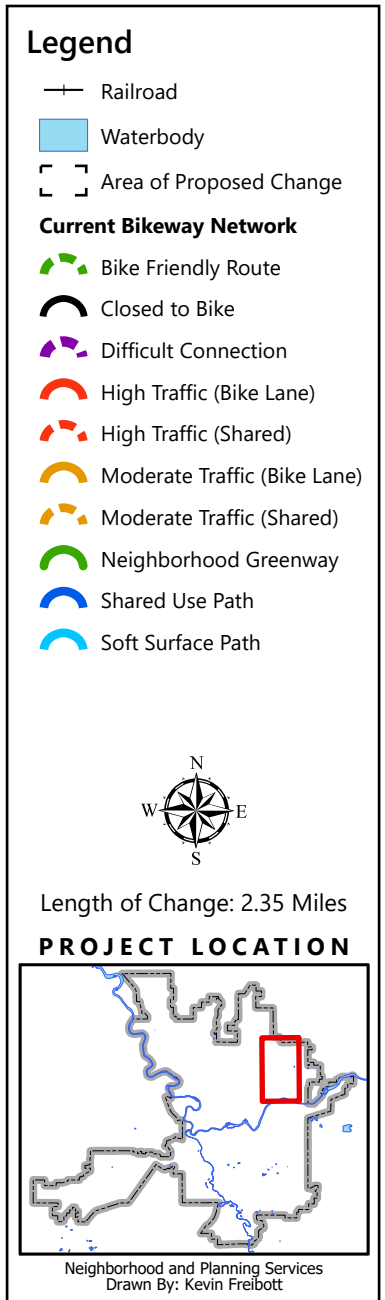 Legend
Railroad
Waterbody
Area of Proposed Change
Current Bikeway Network
Bike Friendly Route
Closed to Bike
Difficult Connection
High Traffic (Bike Lane)
High Traffic (Shared)
Moderate Traffic (Bike Lane)
Moderate Traffic (Shared)
Neighborhood Greenway
Shared Use Path
Soft Surface Path
N
W E
S
Length of Change: 2.35 Miles
PROJECT LOCATION
Neighborhood and Planning Services
Drawn By: Kevin Freibott